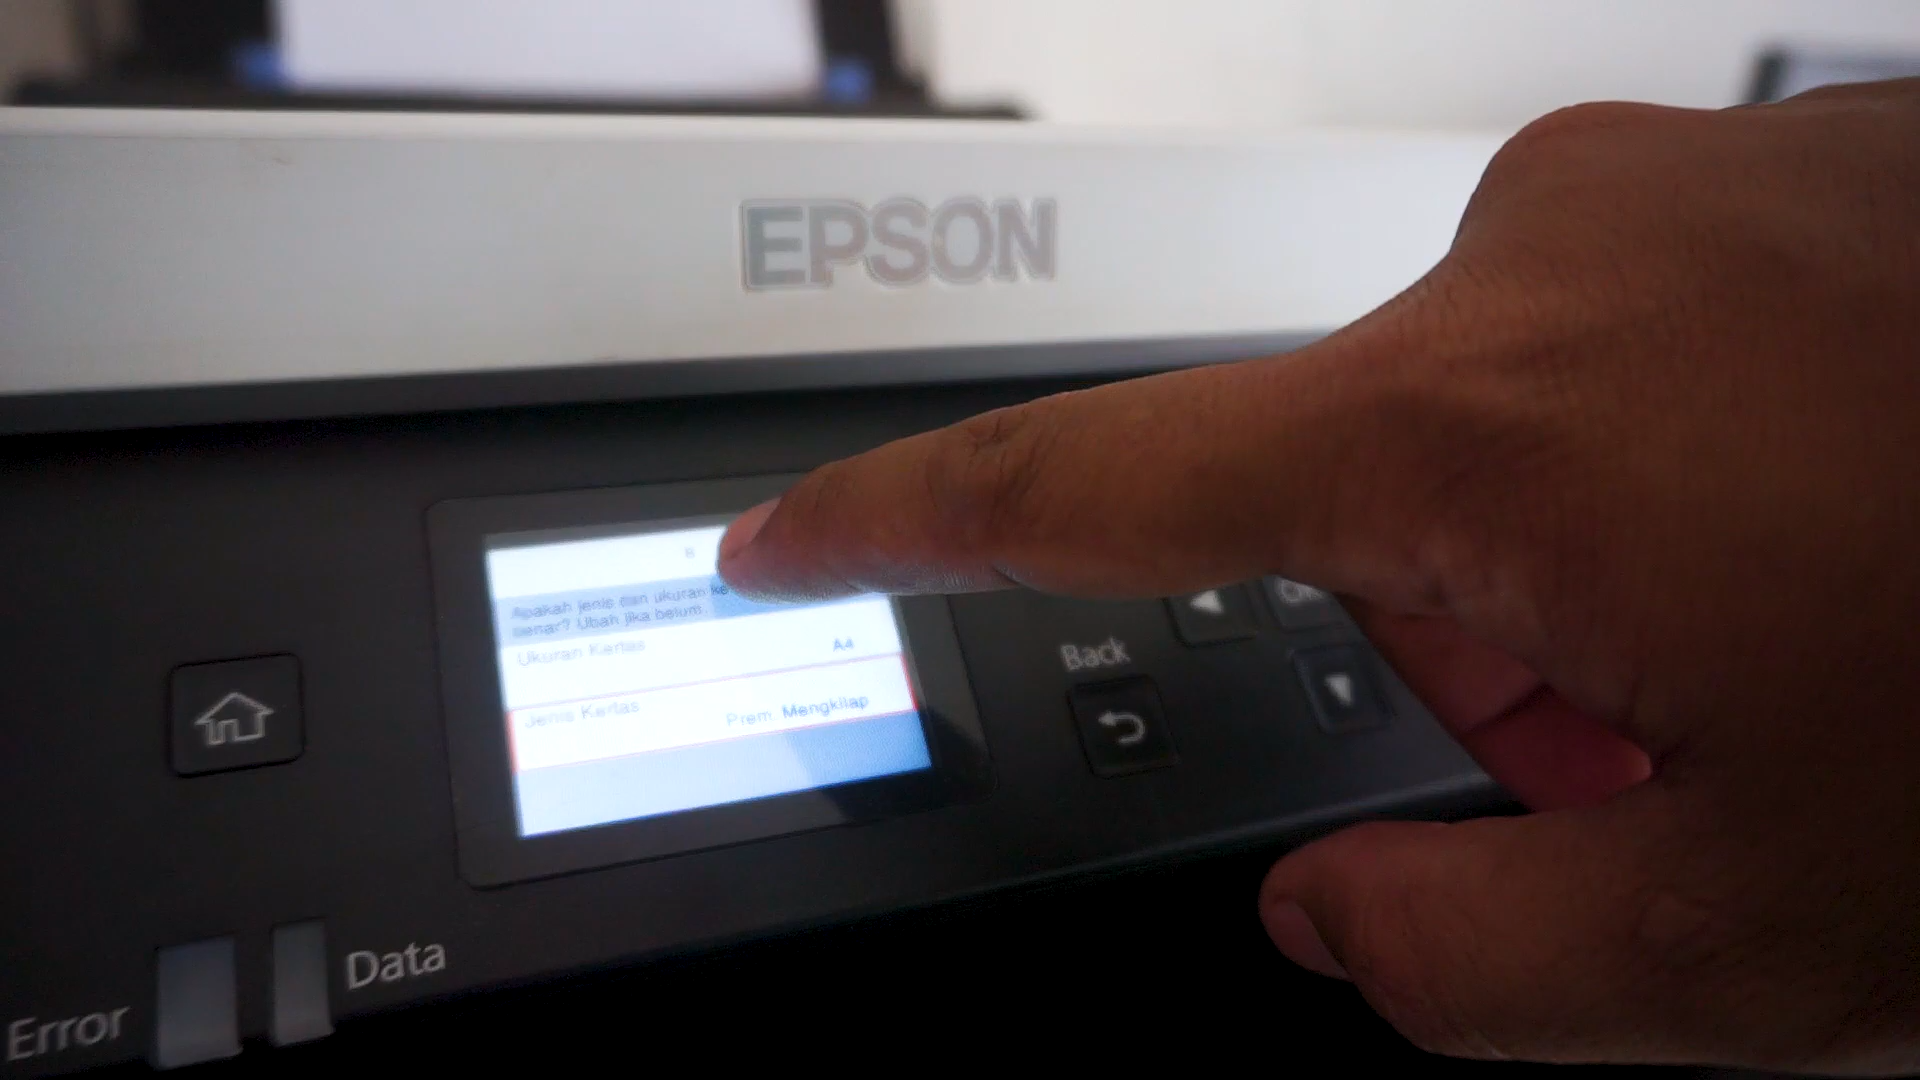 EPSON
Apakah jenis dan ukuran
benar? Ubah jika belum.
Ukuran Kertas A4
Jenis Kertas Prem. Mengkilap
Back
OK
Data
Error